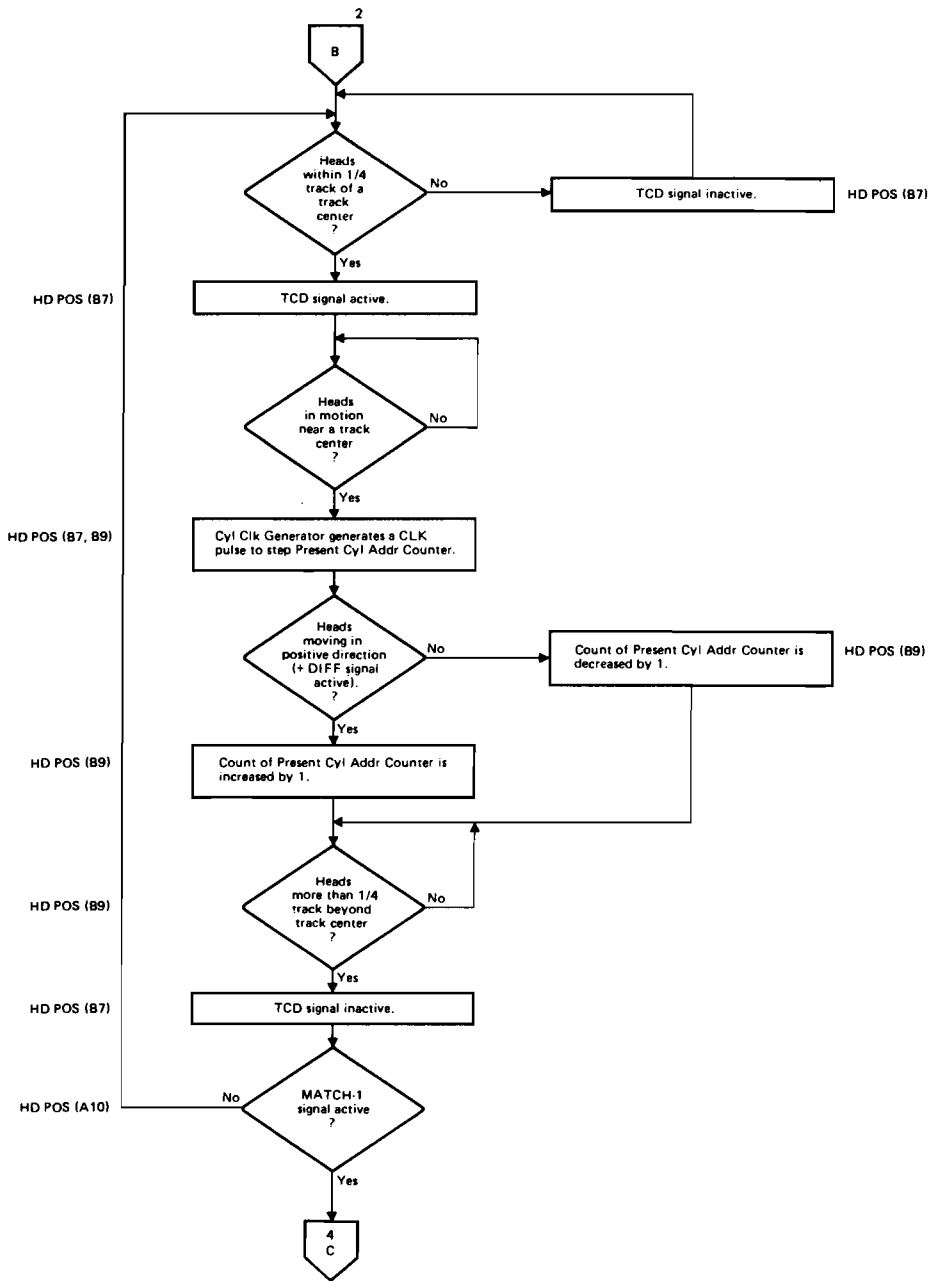 2
B
Heads
within 1/4
track of a
track
center
?
No
TCD signal inactive.
HD POS (B7)
Yes
HD POS (B7)
TCD signal active.
Heads
in motion
near a track
center
?
No
Yes
HD POS (B7, B9)
Cyl Clk Generator generates a CLK
pulse to step Present Cyl Addr Counter.
Heads
moving in
positive direction
(+ DIFF signal
active).
?
No
Count of Present Cyl Addr Counter is
decreased by 1.
HD POS (B9)
Yes
HD POS (B9)
Count of Present Cyl Addr Counter is
increased by 1.
HD POS (B9)
Heads
more than 1/4
track beyond
track center
?
No
Yes
HD POS (B7)
TCD signal inactive.
HD POS (A10)
No
MATCH-1
signal active
?
Yes
4
C